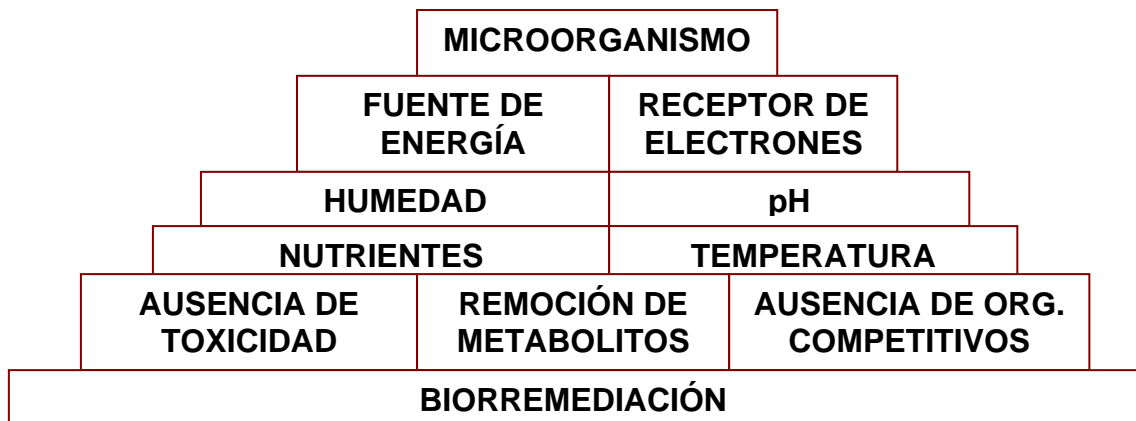 MICROORGANISMO
FUENTE DE
ENERGÍA
RECEPTOR DE
ELECTRONES
HUMEDAD
pH
NUTRIENTES
TEMPERATURA
AUSENCIA DE
TOXICIDAD
REMOCIÓN DE
METABOLITOS
AUSENCIA DE ORG.
COMPETITIVOS
BIORREMEDIACIÓN